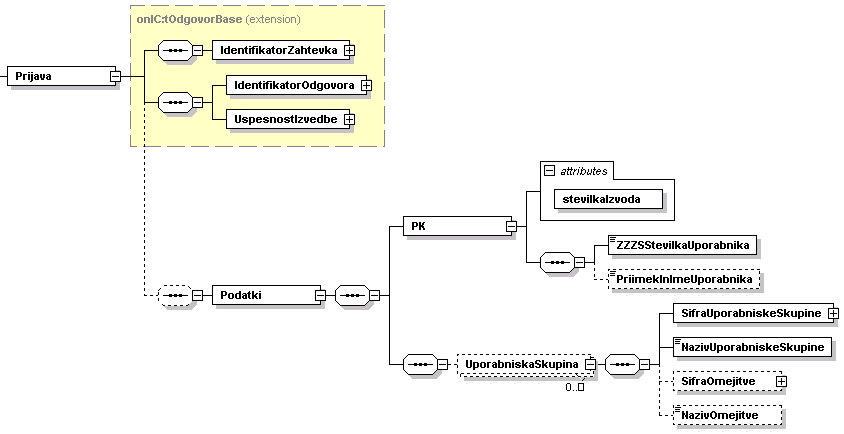 onIC:tOdgovorBase (extension)
IdentifikatorZahtevka
Prijava
IdentifikatorOdgovora
UspesnostIzvedbe
attributes
stevilkaIzvoda
PK
ZZZSStevilkaUporabnika
PriimekInImeUporabnika
Podatki
SifraUporabniskeSkupine
NazivUporabniskeSkupine
UporabniskaSkupina
0..
SifraOmejitve
NazivOmejitve